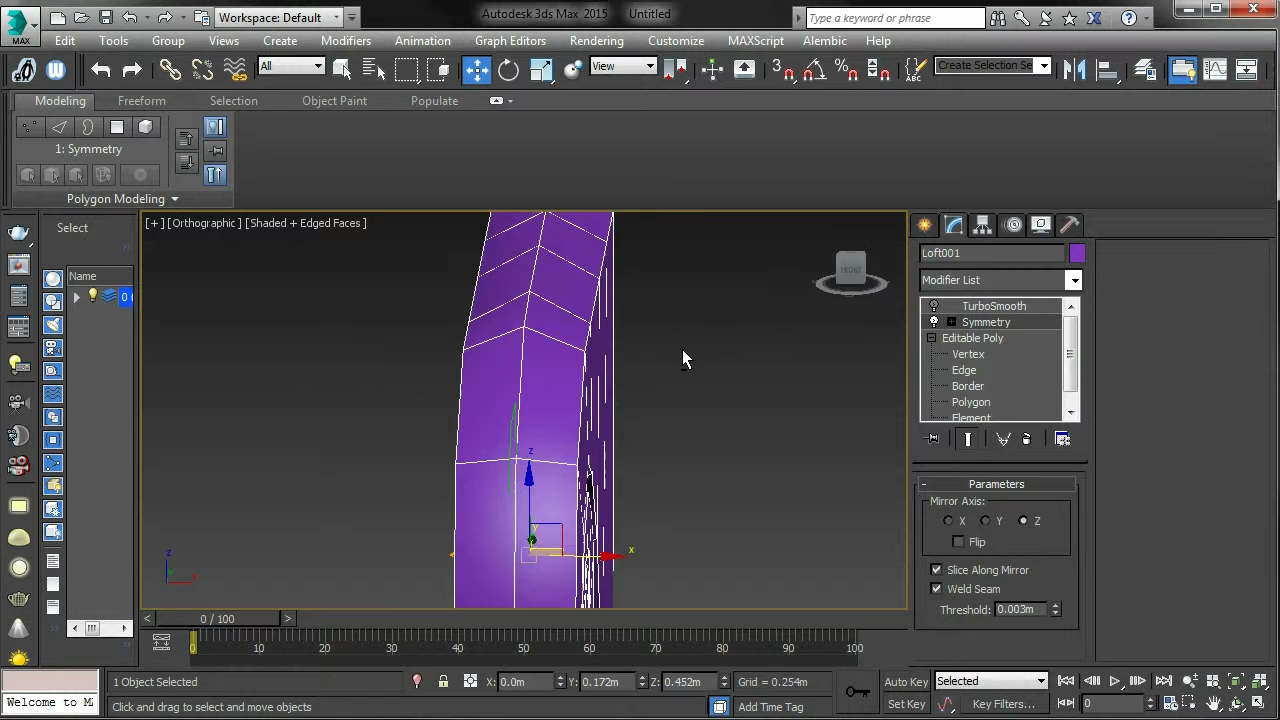 Autodesk 3ds Max 2015 Untitled
Workspace: Default
Type a keyword or phrase
MAX
Edit Tools Group Views Create Modifiers Animation Graph Editors Rendering Customize MAXScript Alembic Help
All
View
3
ABC
Create Selection Se
Modeling Freeform Selection Object Paint Populate
1: Symmetry
Polygon Modeling
Select
Name
0 (
[+] [Orthographic] [Shaded + Edged Faces]
FRONT
z
y
x
z
x
Loft001
Modifier List
TurboSmooth
Symmetry
Editable Poly
Vertex
Edge
Border
Polygon
Element
Parameters
Mirror Axis:
X Y Z
Flip
Slice Along Mirror
Weld Seam
Threshold: 0.003m
0 / 100
0 10 20 30 40 50 60 70 80 90 100
1 Object Selected
X: 0.0m Y: 0.172m Z: 0.452m Grid = 0.254m
Auto Key Selected
Welcome to M
Click and drag to select and move objects
Add Time Tag
Set Key Key Filters...
0